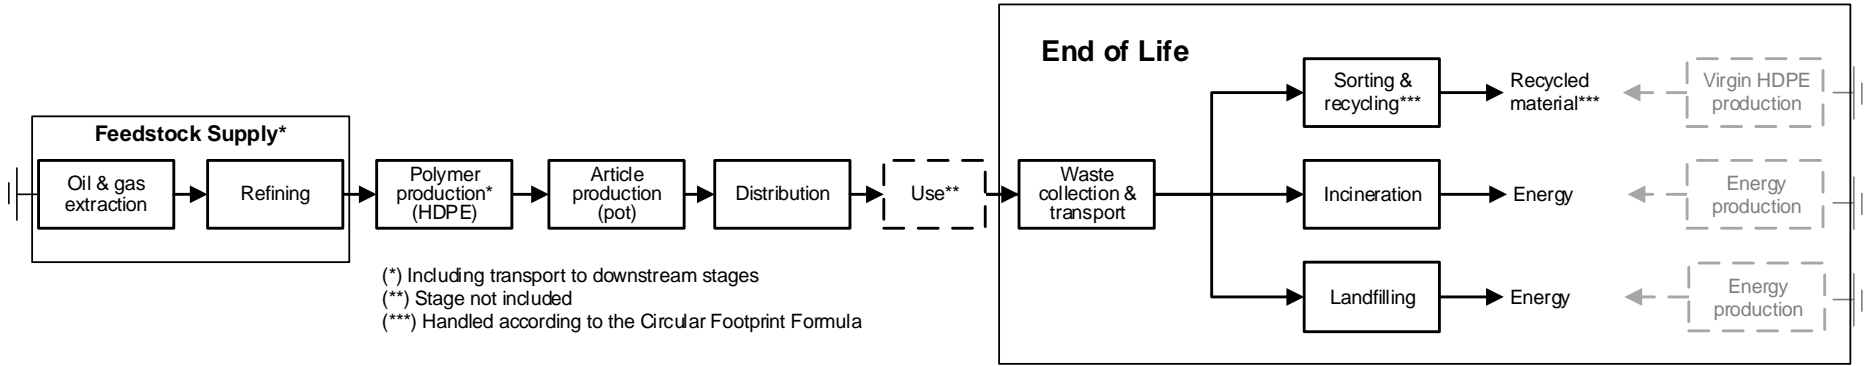 End of Life
Feedstock Supply*
Oil & gas
extraction
Refining
Polymer
production*
(HDPE)
Article
production
(pot)
Distribution
Use**
Waste
collection &
transport
Sorting &
recycling***
Recycled
material***
Virgin HDPE
production
Incineration
Energy
Energy
production
Landfilling
Energy
Energy
production
(*) Including transport to downstream stages
(**) Stage not included
(***) Handled according to the Circular Footprint Formula